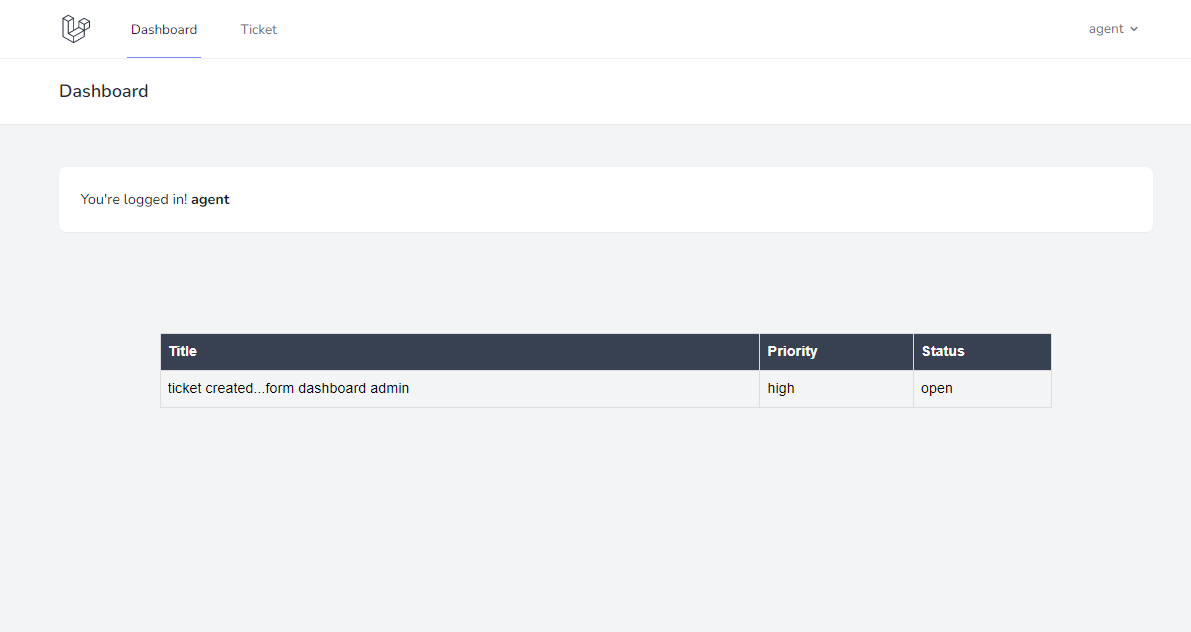 Dashboard Ticket agent
Dashboard
You're logged in! agent
Title Priority Status
ticket created...form dashboard admin high open